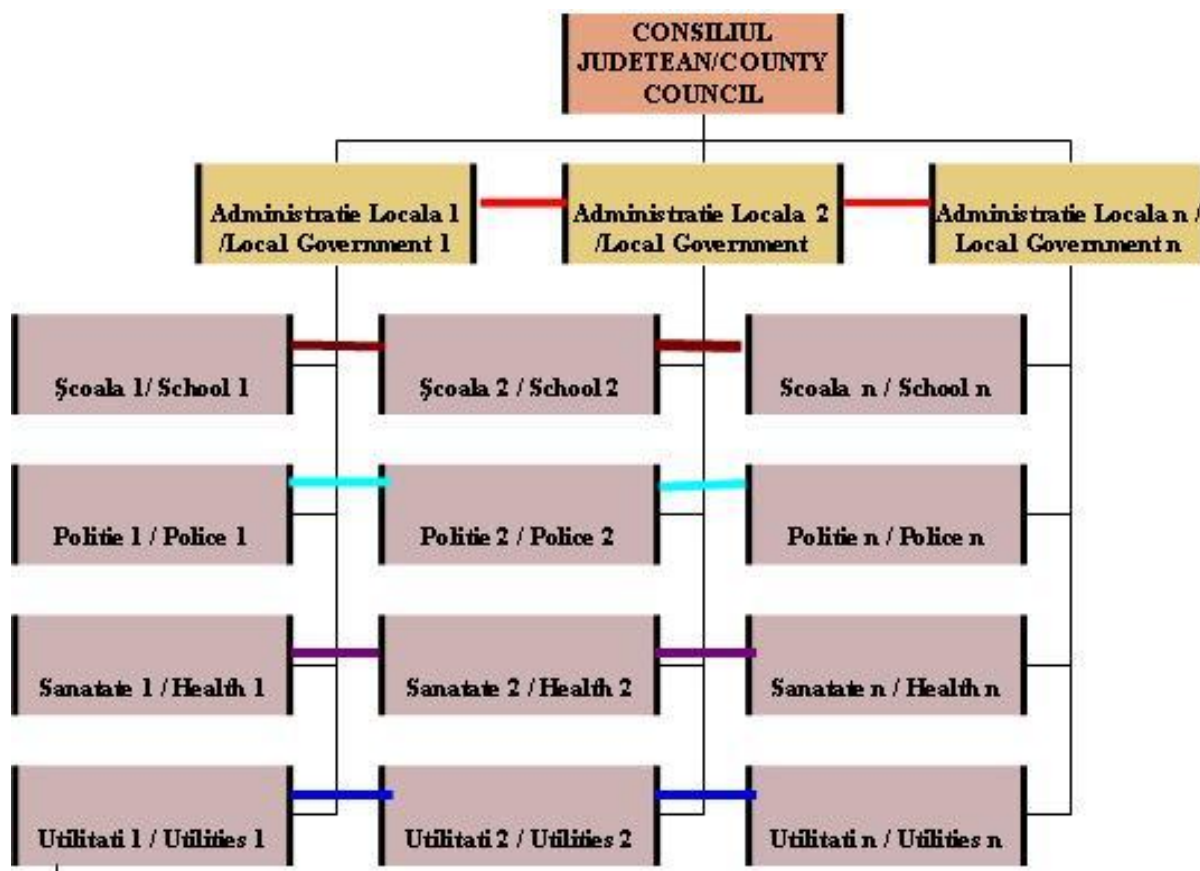 CONSILIUL
JUDETEAN/COUNTY
COUNCIL
Administratie Locala 1
/Local Government 1
Administratie Locala 2
/Local Government
Administratie Locala n /
Local Government n
Şcoala 1/ School 1
Şcoala 2 / School 2
Scoala n / School n
Politie 1 / Police 1
Politie 2 / Police 2
Politie n / Police n
Sanatate 1 / Health 1
Sanatate 2 / Health 2
Sanatate n / Health n
Utilitati 1 / Utilities 1
Utilitati 2 / Utilities 2
Utilitati n / Utilities n